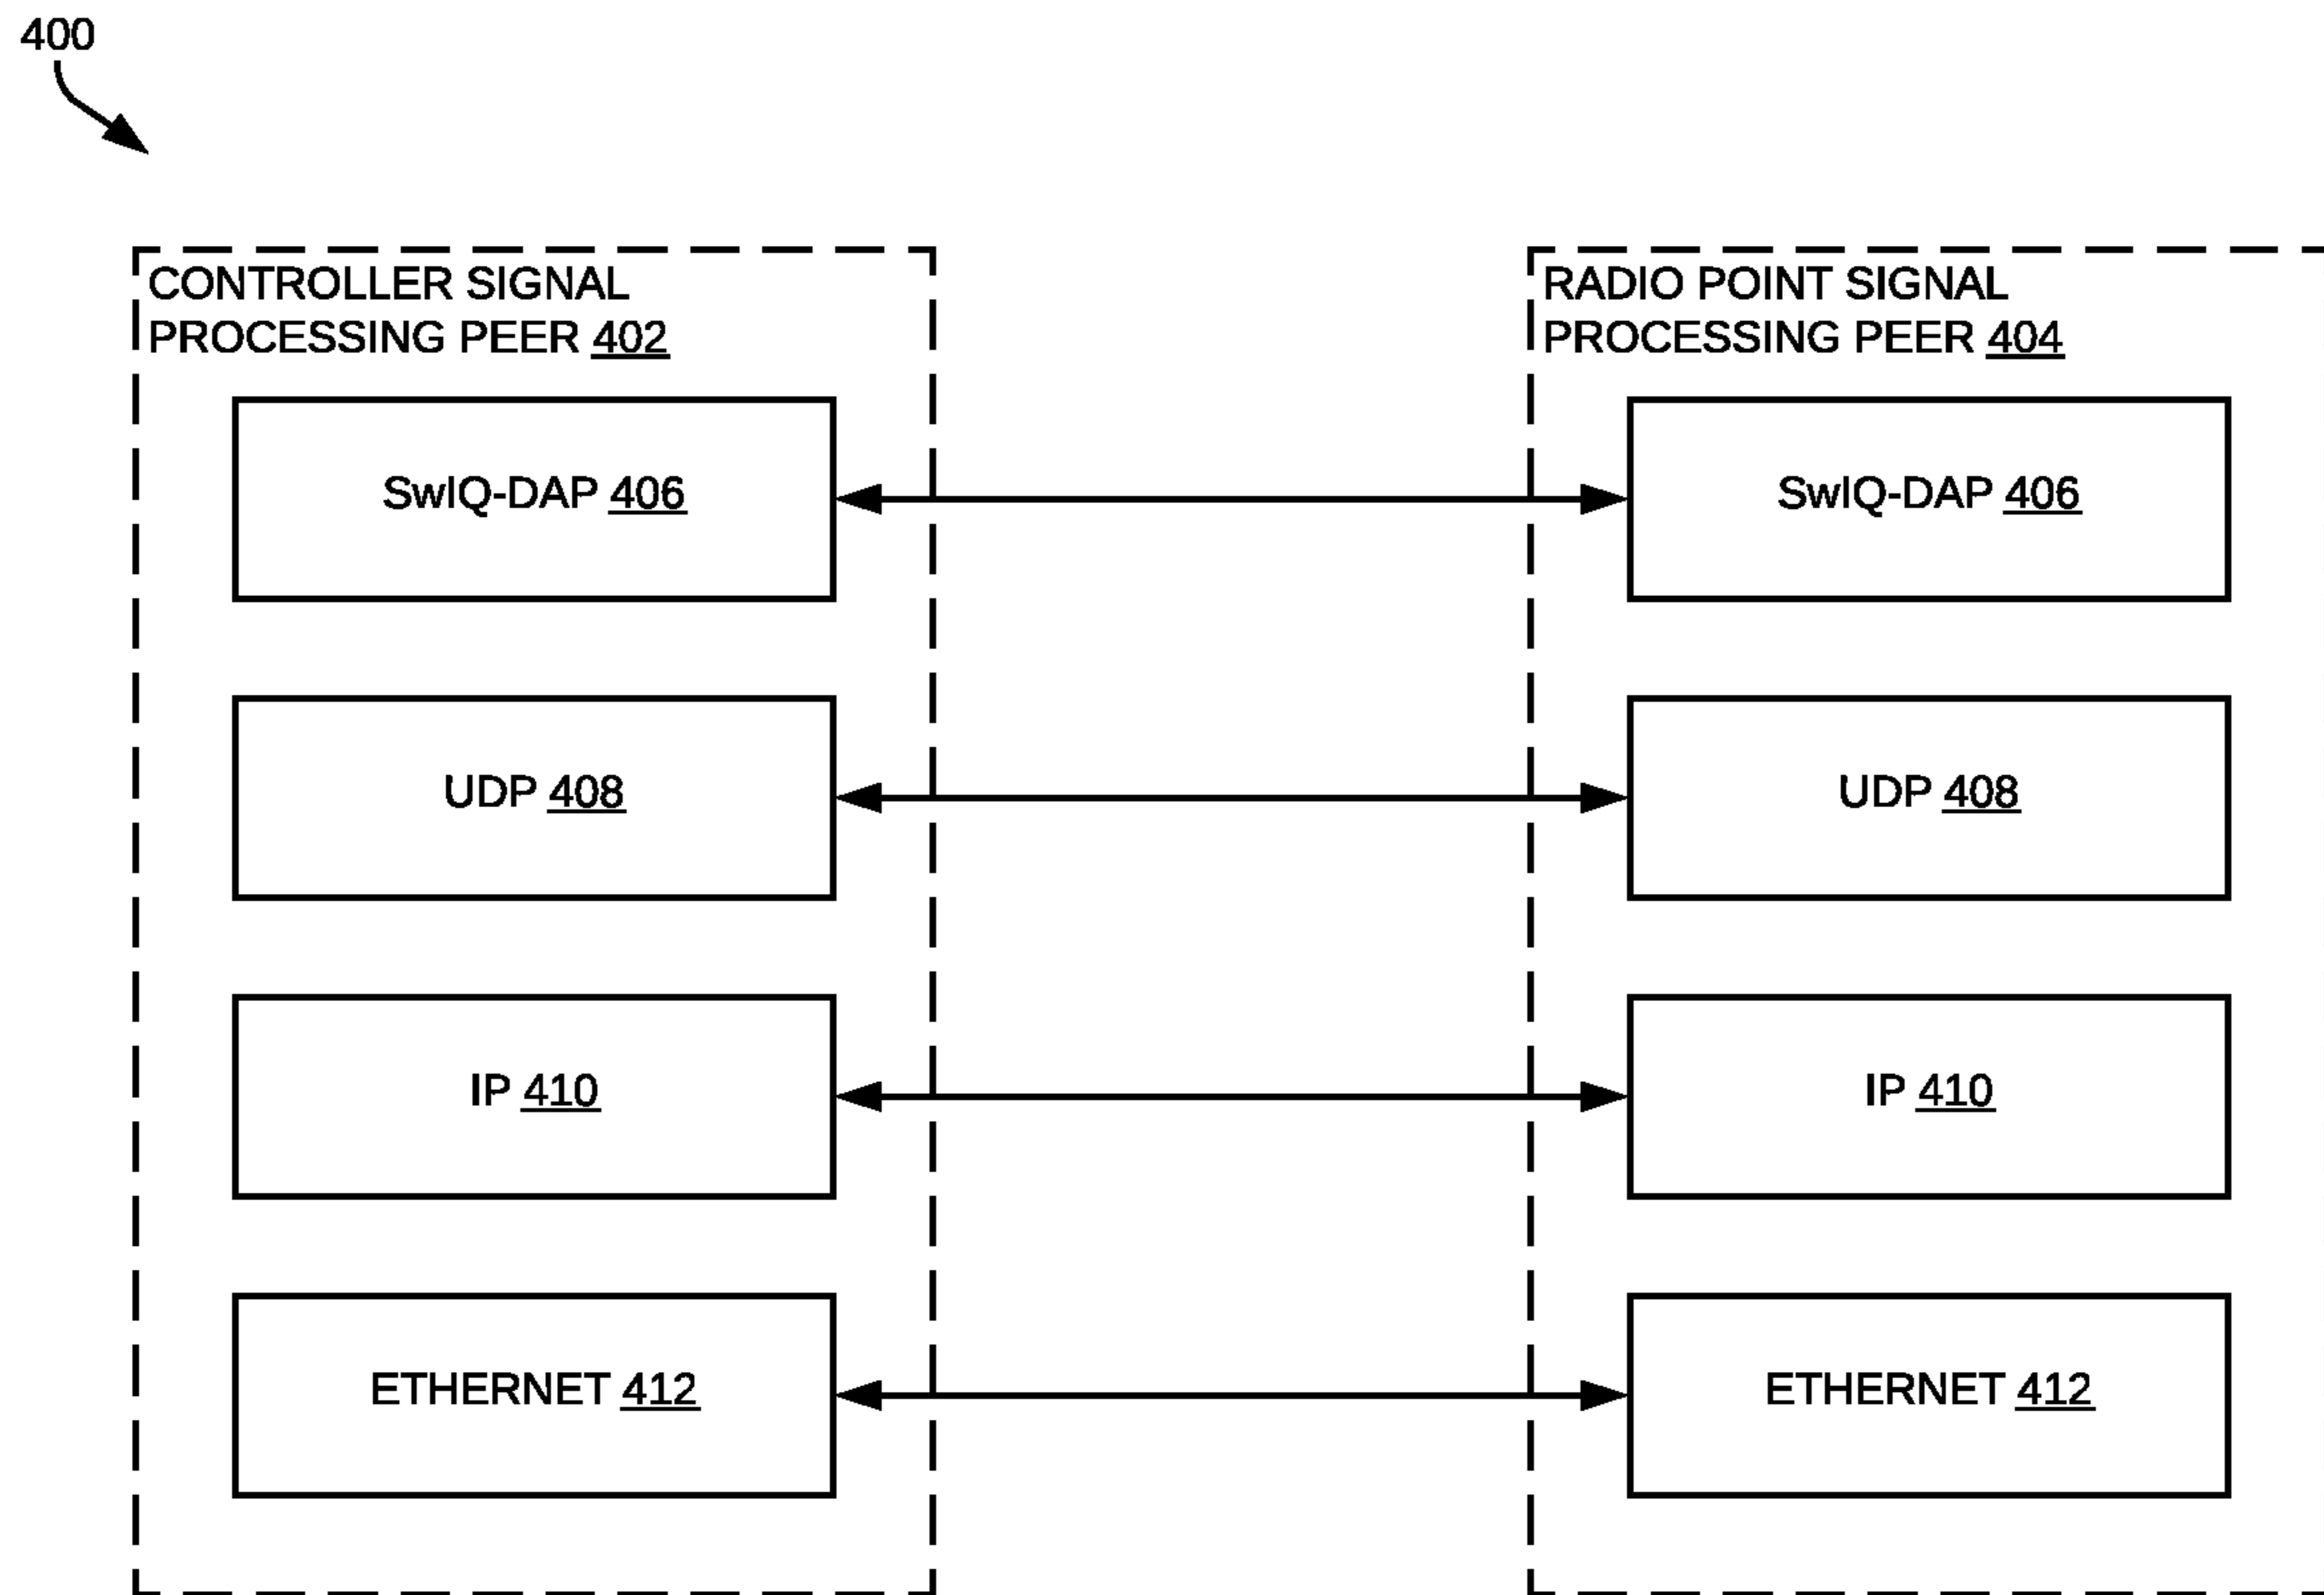 400
CONTROLLER SIGNAL
PROCESSING PEER 402
SwIQ-DAP 406
UDP 408
IP 410
ETHERNET 412
RADIO POINT SIGNAL
PROCESSING PEER 404
SwIQ-DAP 406
UDP 408
IP 410
ETHERNET 412